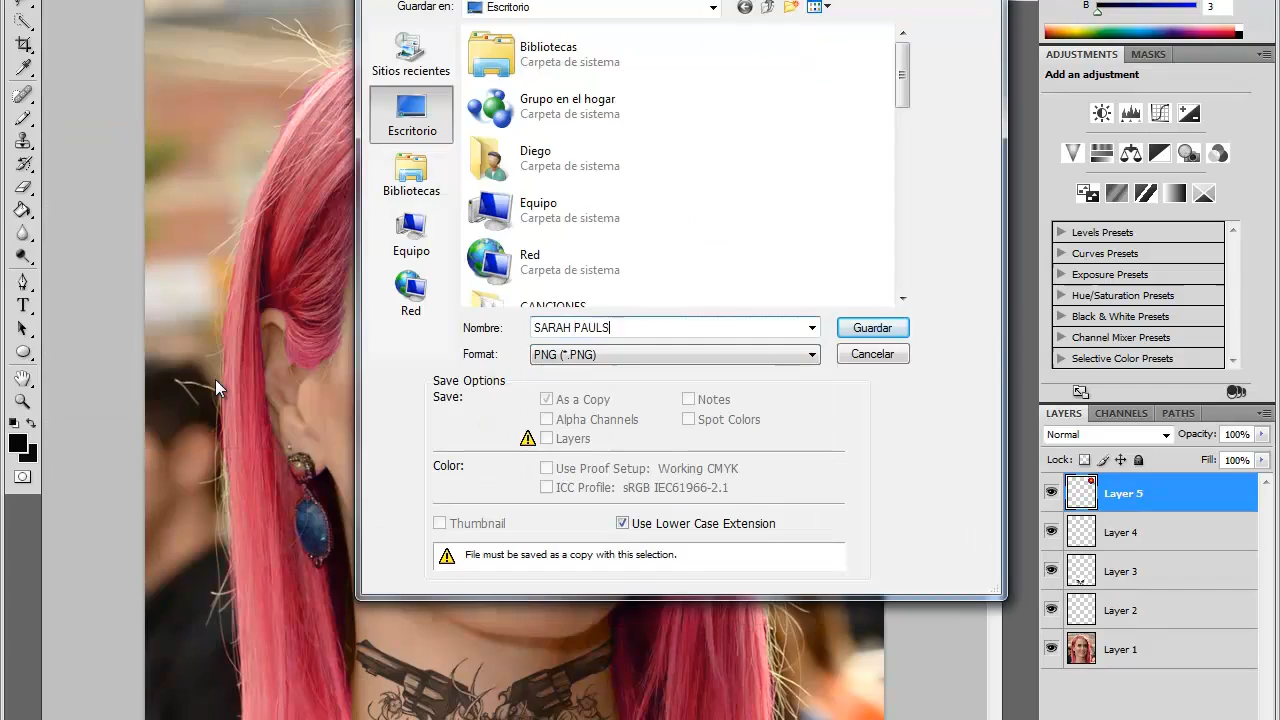 Guardar en:
Escritorio
B
3
ADJUSTMENTS
MASKS
Add an adjustment
Sitios recientes
Escritorio
Bibliotecas
Equipo
Red
Bibliotecas
Carpeta de sistema
Grupo en el hogar
Carpeta de sistema
Diego
Carpeta de sistema
Equipo
Carpeta de sistema
Red
Carpeta de sistema
CANCIONES
Nombre:
SARAH PAULS
Guardar
Format:
PNG (*.PNG)
Cancelar
Save Options
Save:
As a Copy
Notes
Alpha Channels
Spot Colors
Layers
Color:
Use Proof Setup: Working CMYK
ICC Profile: sRGB IEC61966-2.1
Thumbnail
Use Lower Case Extension
File must be saved as a copy with this selection.
Levels Presets
Curves Presets
Exposure Presets
Hue/Saturation Presets
Black & White Presets
Channel Mixer Presets
Selective Color Presets
LAYERS
CHANNELS
PATHS
Normal
Opacity: 100%
Lock:
Fill: 100%
Layer 5
Layer 4
Layer 3
Layer 2
Layer 1